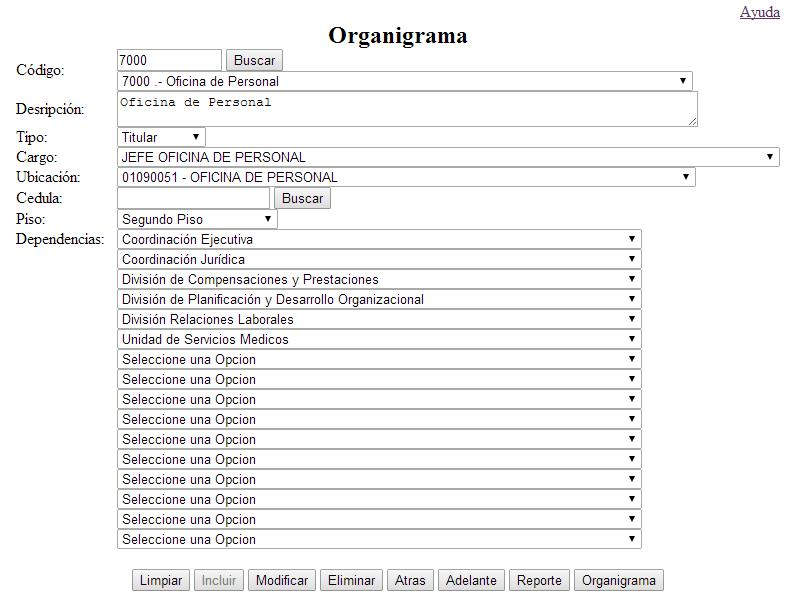 Ayuda
Organigrama
Código: 7000 Buscar
7000 .- Oficina de Personal
Desripción: Oficina de Personal
Tipo: Titular
Cargo: JEFE OFICINA DE PERSONAL
Ubicación: 01090051 - OFICINA DE PERSONAL
Cedula: Buscar
Piso: Segundo Piso
Dependencias: Coordinación Ejecutiva
Coordinación Jurídica
División de Compensaciones y Prestaciones
División de Planificación y Desarrollo Organizacional
División Relaciones Laborales
Unidad de Servicios Medicos
Seleccione una Opcion
Seleccione una Opcion
Seleccione una Opcion
Seleccione una Opcion
Seleccione una Opcion
Seleccione una Opcion
Seleccione una Opcion
Seleccione una Opcion
Seleccione una Opcion
Seleccione una Opcion
Limpiar Incluir Modificar Eliminar Atras Adelante Reporte Organigrama